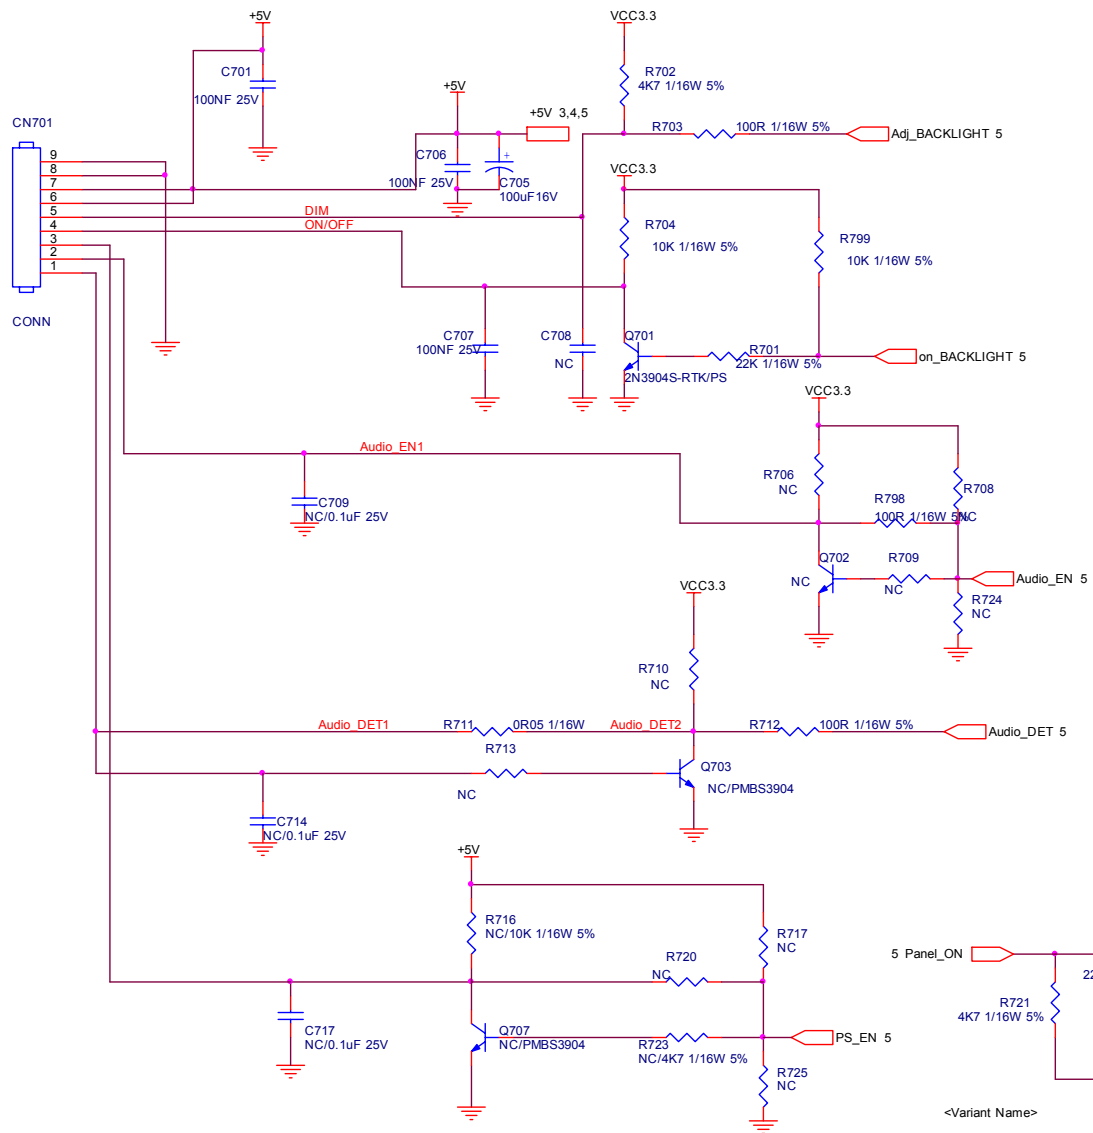 +5V
VCC3.3
C701
100NF 25V
R702
4K7 1/16W 5%
+5V
+5V 3,4,5
CN701
R703
100R 1/16W 5%
Adj_BACKLIGHT 5
9
8
7
6
5
4
3
2
1
C706
100NF 25V
+
C705
100uF16V
VCC3.3
DIM
ON/OFF
R704
10K 1/16W 5%
R799
10K 1/16W 5%
CONN
C707
100NF 25V
C708
NC
Q701
2N3904S-RTK/PS
R701
22K 1/16W 5%
on_BACKLIGHT 5
VCC3.3
Audio_EN1
R706
NC
R708
NC
C709
NC/0.1uF 25V
R798
100R 1/16W 5%
Q702
NC
R709
NC
Audio_EN 5
R724
NC
VCC3.3
R710
NC
Audio_DET1
R711
0R05 1/16W
Audio_DET2
R712
100R 1/16W 5%
Audio_DET 5
R713
NC
Q703
NC/PMBS3904
C714
NC/0.1uF 25V
+5V
R716
NC/10K 1/16W 5%
R717
NC
R720
NC
5 Panel_ON
22
R721
4K7 1/16W 5%
C717
NC/0.1uF 25V
Q707
NC/PMBS3904
R723
NC/4K7 1/16W 5%
PS_EN 5
R725
NC
<Variant Name>